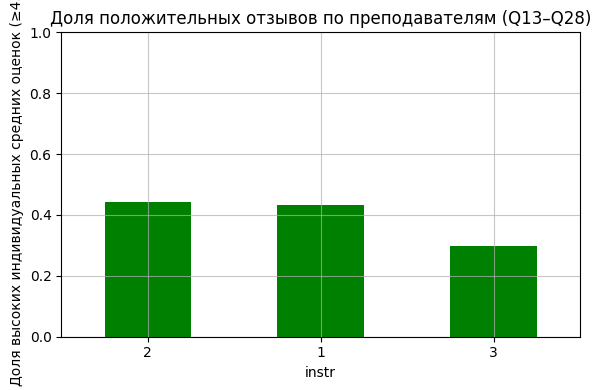 Доля положительных отзывов по преподавателям (Q13–Q28)
Доля высоких индивидуальных средних оценок (≥4
1.0
0.8
0.6
0.4
0.2
0.0
2 1 3
instr